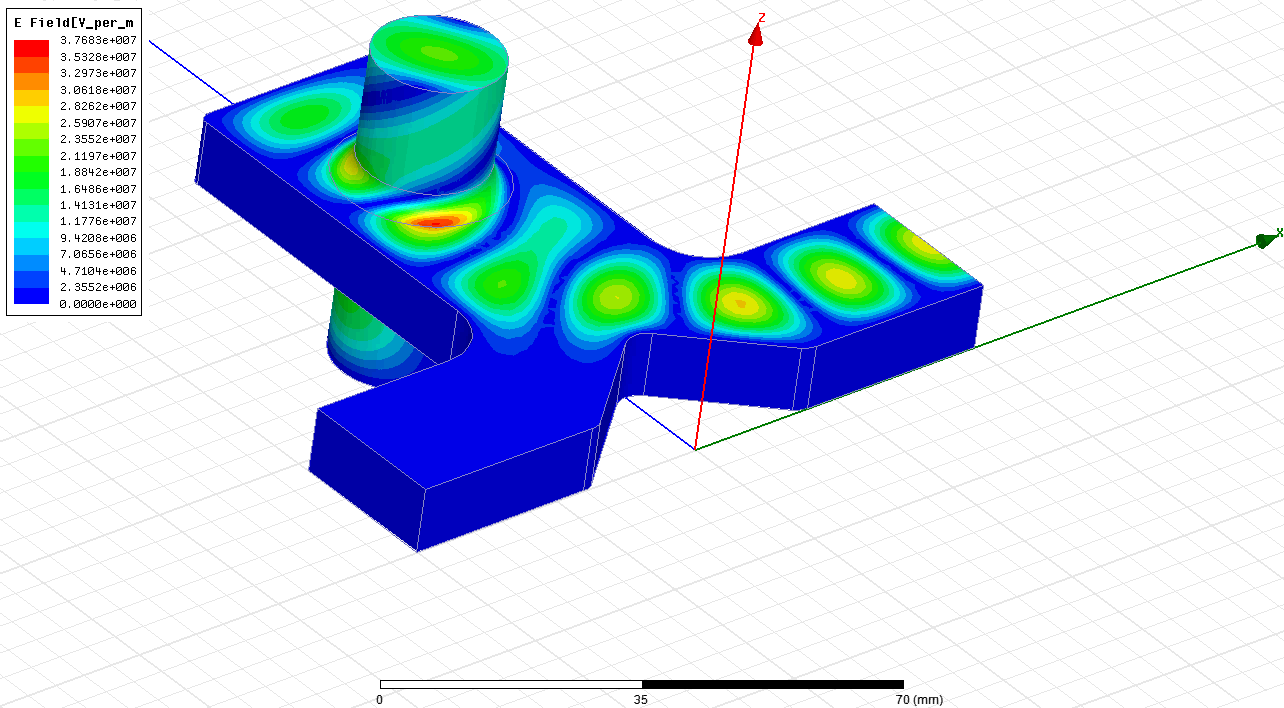 E Field[V_per_m
3.7683e+007
3.5328e+007
3.2973e+007
3.0618e+007
2.8262e+007
2.5907e+007
2.3552e+007
2.1197e+007
1.8842e+007
1.6486e+007
1.4131e+007
1.1776e+007
9.4208e+006
7.0656e+006
4.7104e+006
2.3552e+006
0.0000e+000
Z
X
0
35
70 (mm)